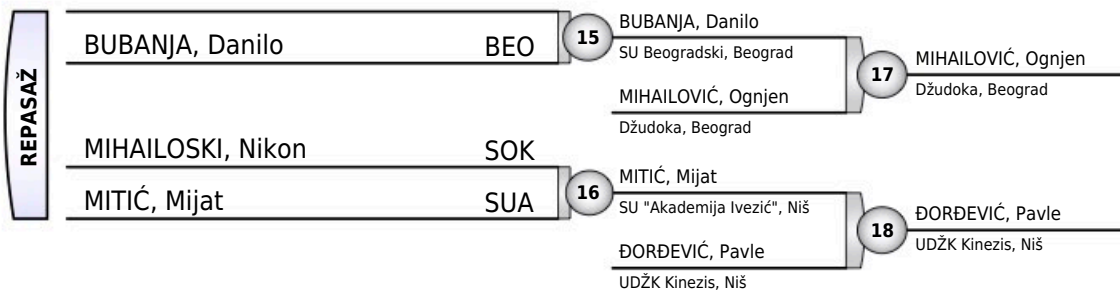 REPASAŽ
BUBANJA, Danilo BEO
15
BUBANJA, Danilo
SU Beogradski, Beograd
MIHAILOVIĆ, Ognjen
Džudoka, Beograd
17
MIHAILOVIĆ, Ognjen
Džudoka, Beograd
MIHAILOSKI, Nikon SOK
MITIĆ, Mijat SUA
16
MITIĆ, Mijat
SU "Akademija Ivezić", Niš
ĐORĐEVIĆ, Pavle
UDŽK Kinezis, Niš
18
ĐORĐEVIĆ, Pavle
UDŽK Kinezis, Niš